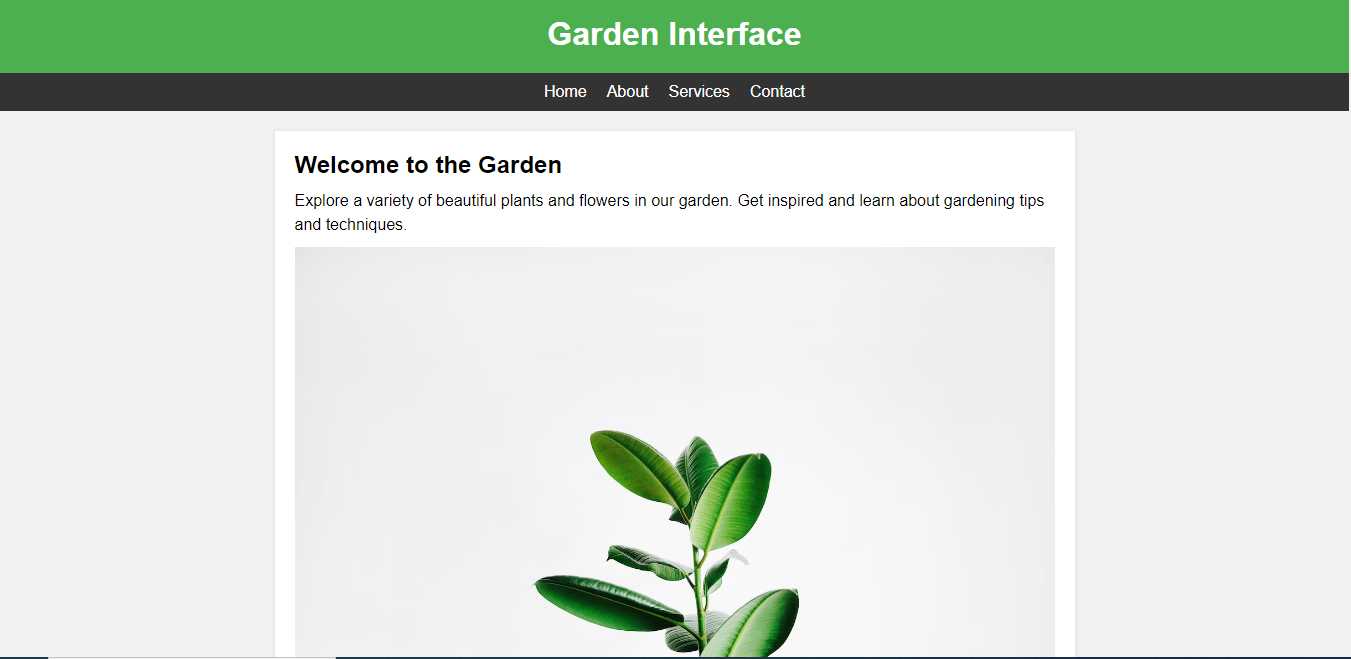 Garden Interface
Home About Services Contact
Welcome to the Garden
Explore a variety of beautiful plants and flowers in our garden. Get inspired and learn about gardening tips
and techniques.